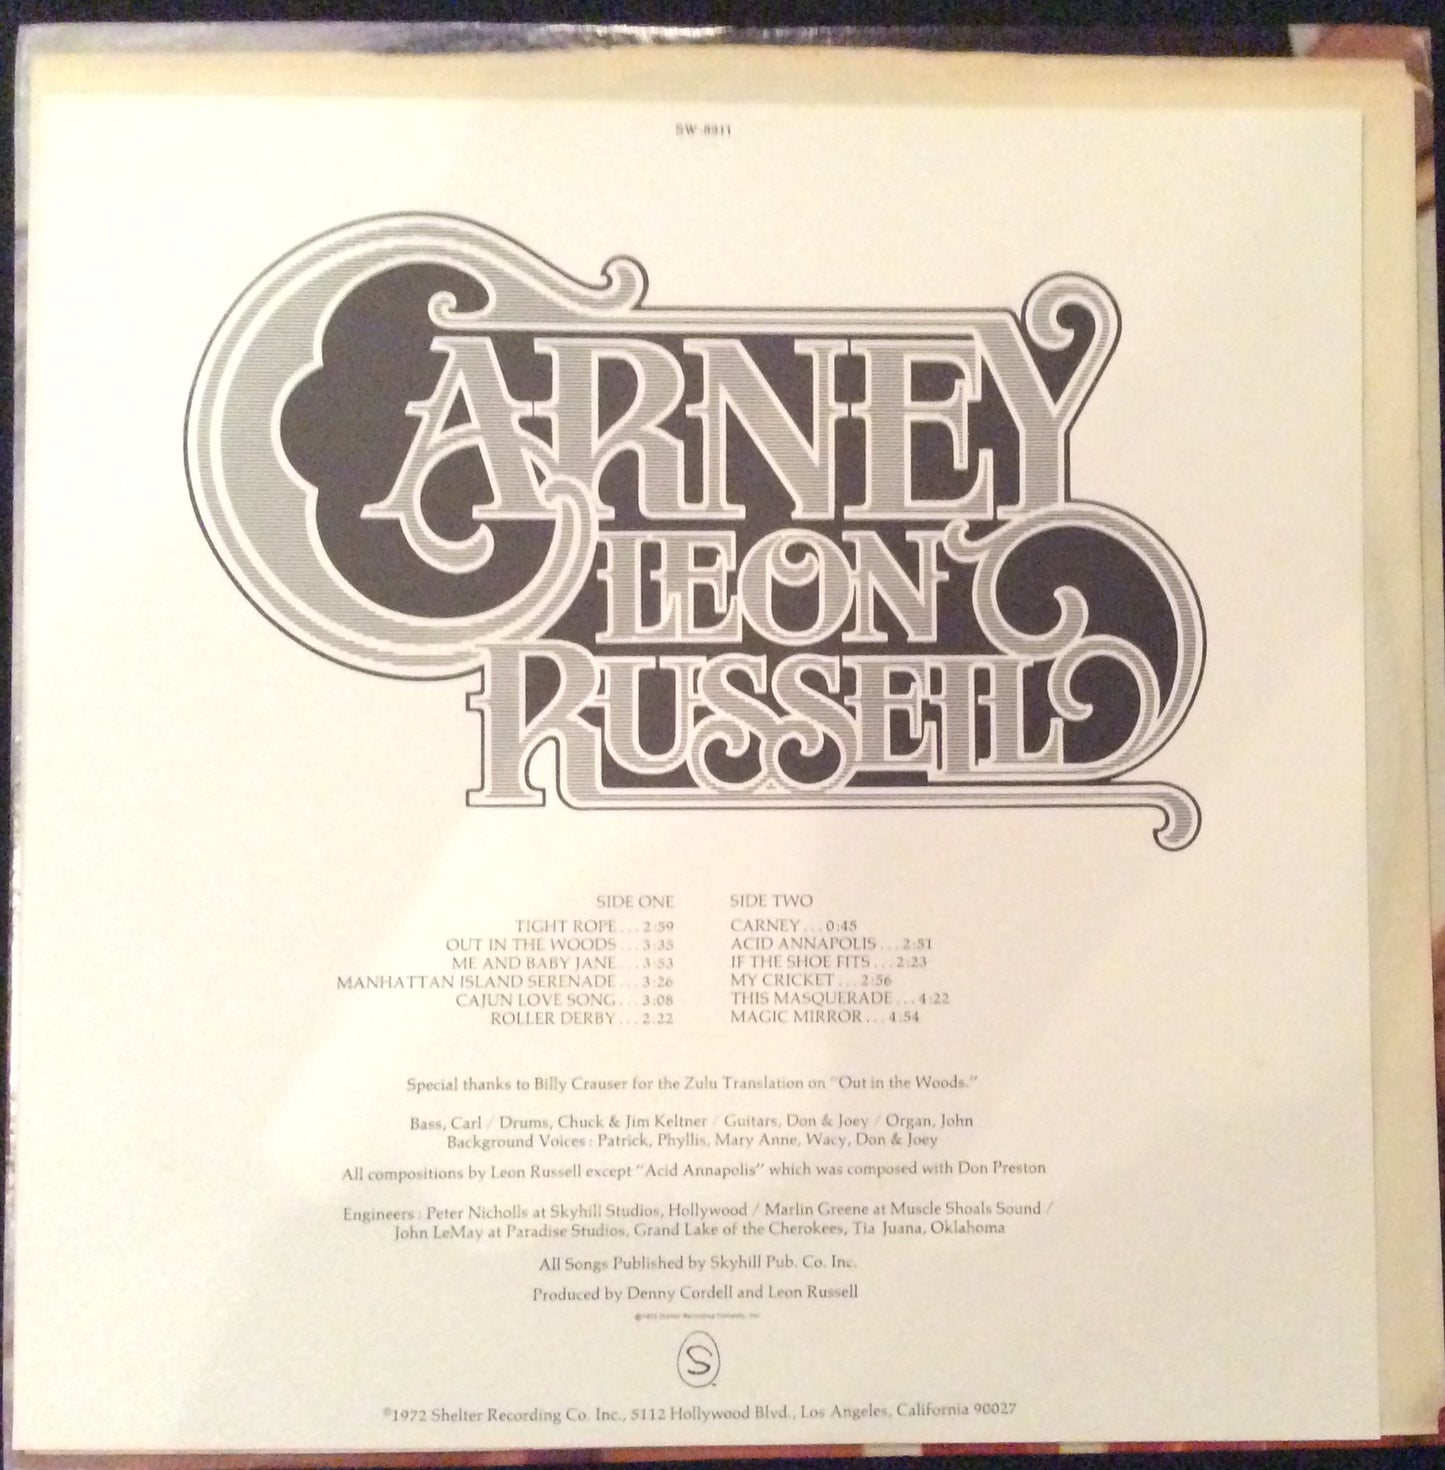 SW-8911
CARNEY
LEON
RUSSELL
SIDE ONE
TIGHT ROPE...2:59
OUT IN THE WOODS...3:35
ME AND BABY JANE...3:53
MANHATTAN ISLAND SERENADE...3:26
CAJUN LOVE SONG...3:08
ROLLER DERBY...2:22
SIDE TWO
CARNEY...0:45
ACID ANNAPOLIS...2:51
IF THE SHOE FITS...2:23
MY CRICKET...2:56
THIS MASQUERADE...4:22
MAGIC MIRROR...4:54
Special thanks to Billy Crauser for the Zulu Translation on "Out in the Woods."
Bass, Carl / Drums, Chuck & Jim Keltner / Guitars, Don & Joey / Organ, John
Background Voices: Patrick, Phyllis, Mary Anne, Wacy, Don & Joey
All compositions by Leon Russell except "Acid Annapolis" which was composed with Don Preston
Engineers: Peter Nicholls at Skyhill Studios, Hollywood / Marlin Greene at Muscle Shoals Sound /
John LeMay at Paradise Studios, Grand Lake of the Cherokees, Tia Juana, Oklahoma
All Songs Published by Skyhill Pub. Co. Inc.
Produced by Denny Cordell and Leon Russell
©1972 Shelter Recording Company, Inc.
S
©1972 Shelter Recording Co. Inc., 5112 Hollywood Blvd., Los Angeles, California 90027